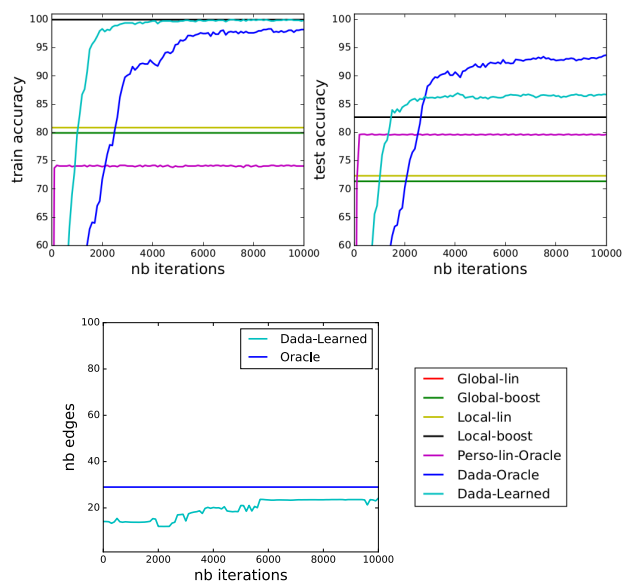 100
95
90
85
80
75
70
65
60
train accuracy
0 2000 4000 6000 8000 10000
nb iterations
100
95
90
85
80
75
70
65
60
test accuracy
0 2000 4000 6000 8000 10000
nb iterations
100
80
60
40
20
nb edges
Dada-Learned
Oracle
0 2000 4000 6000 8000 10000
nb iterations
Global-lin
Global-boost
Local-lin
Local-boost
Perso-lin-Oracle
Dada-Oracle
Dada-Learned